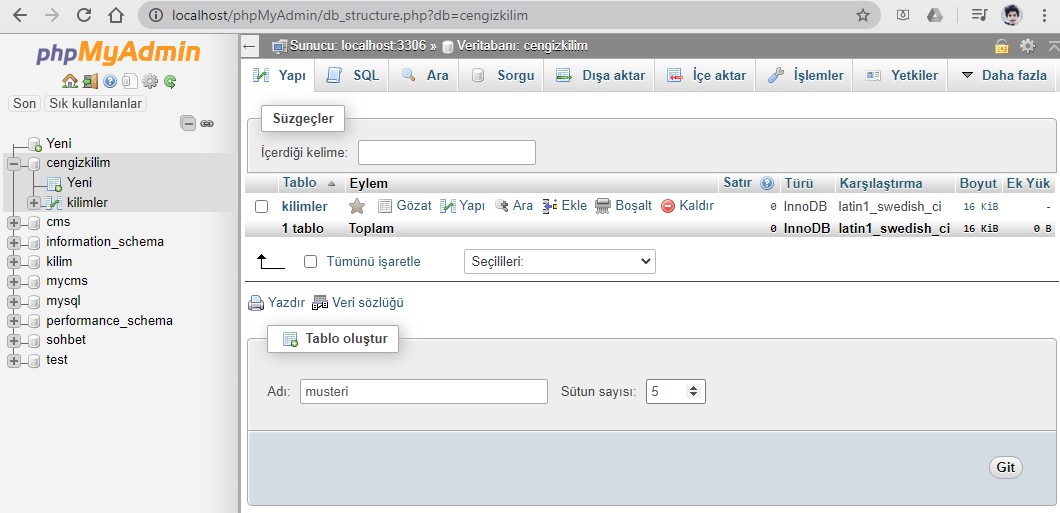 localhost/phpMyAdmin/db_structure.php?db=cengizkilim
phpMyAdmin
Son Sık kullanılanlar
Yeni
cengizkilim
Yeni
kilimler
cms
information_schema
kilim
mycms
mysql
performance_schema
sohbet
test
Sunucu: localhost:3306 » Veritabanı: cengizkilim
Yapı SQL Ara Sorgu Dışa aktar İçe aktar İşlemler Yetkiler Daha fazla
Süzgeçler
İçerdiği kelime:
Tablo Eylem Satır Türü Karşılaştırma Boyut Ek Yük
kilimler Gözat Yapı Ara Ekle Boşalt Kaldır 0 InnoDB latin1_swedish_ci 16 KiB -
1 tablo Toplam 0 InnoDB latin1_swedish_ci 16 KiB 0 B
Tümünü işaretle Seçilileri:
Yazdır Veri sözlüğü
Tablo oluştur
Adı: musteri Sütun sayısı: 5
Git